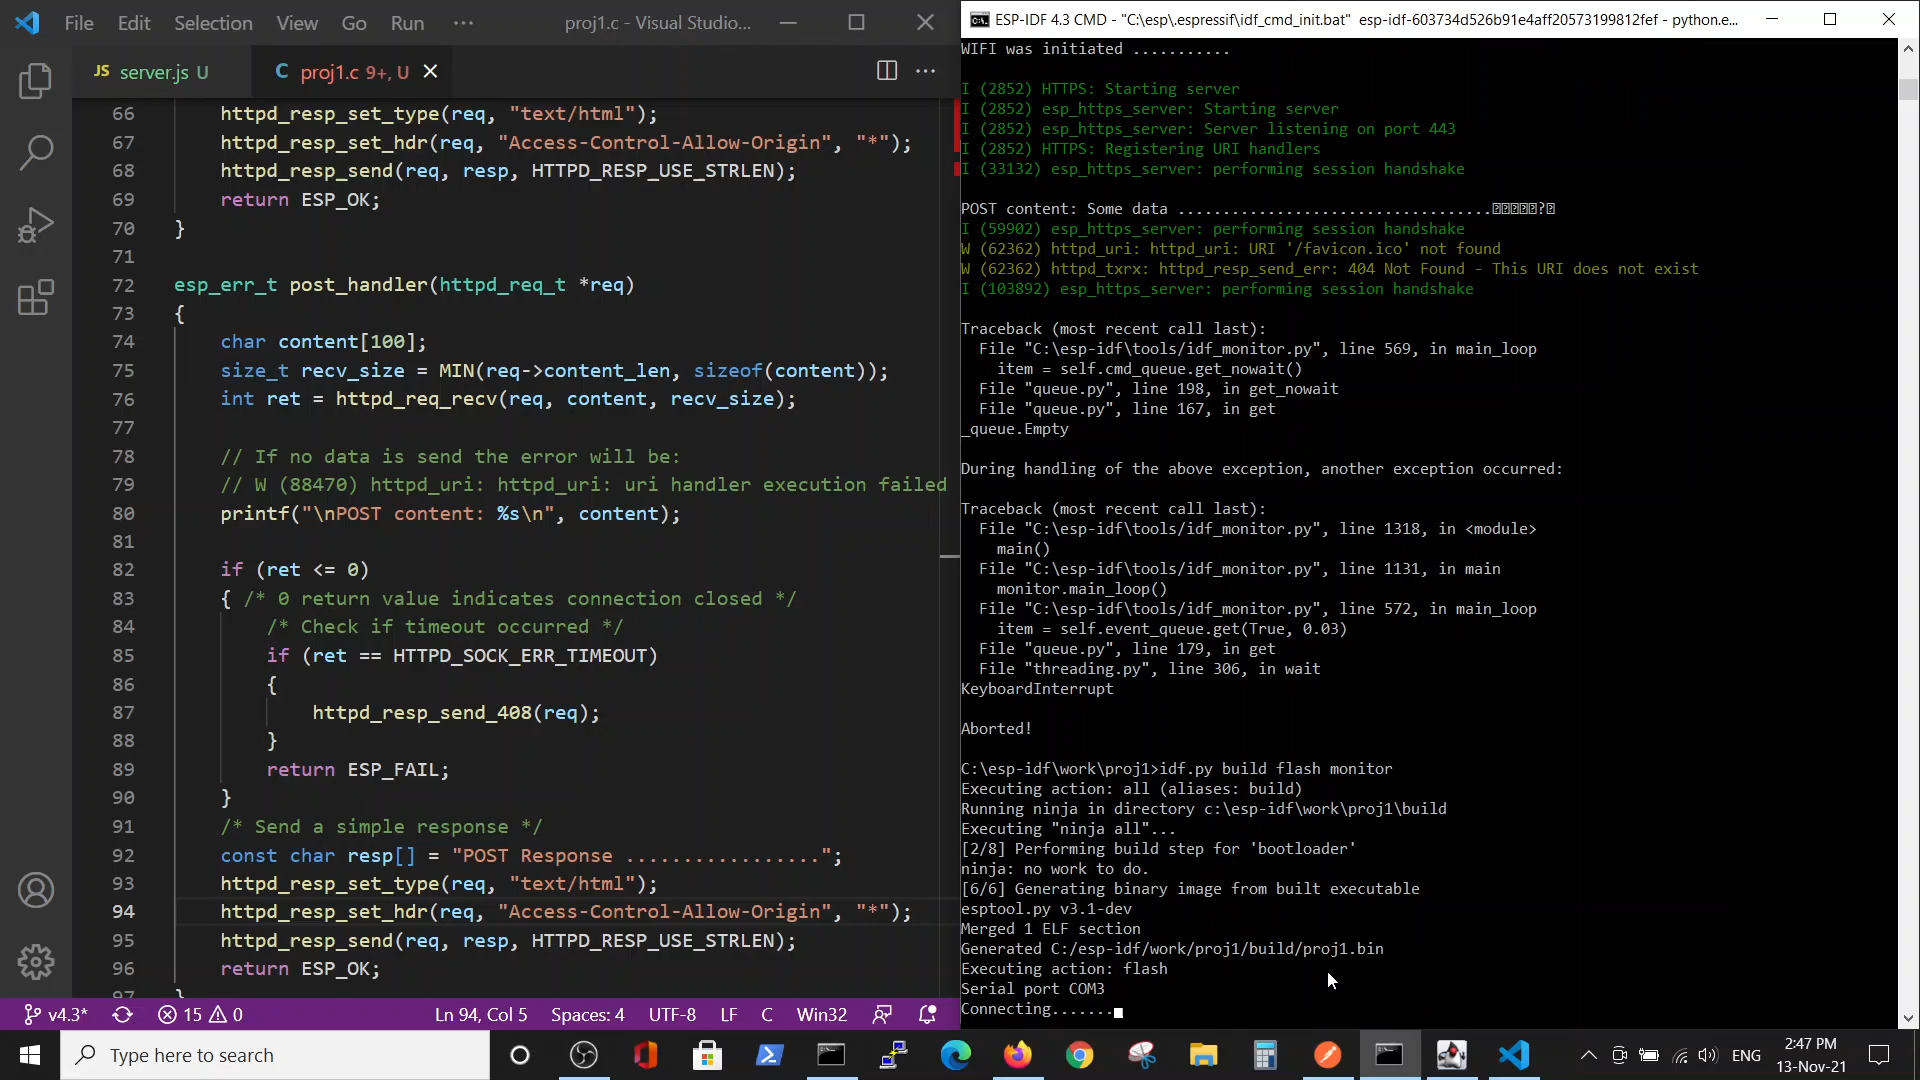 File Edit Selection View Go Run ··· proj1.c - Visual Studio...
JS server.js U
C proj1.c 9+, U
66 httpd_resp_set_type(req, "text/html");
67 httpd_resp_set_hdr(req, "Access-Control-Allow-Origin", "*");
68 httpd_resp_send(req, resp, HTTPD_RESP_USE_STRLEN);
69 return ESP_OK;
70 }
71
72 esp_err_t post_handler(httpd_req_t *req)
73 {
74 char content[100];
75 size_t recv_size = MIN(req->content_len, sizeof(content));
76 int ret = httpd_req_recv(req, content, recv_size);
77
78 // If no data is send the error will be:
79 // W (88470) httpd_uri: httpd_uri: uri handler execution failed
80 printf("\nPOST content: %s\n", content);
81
82 if (ret <= 0)
83 { /* 0 return value indicates connection closed */
84 /* Check if timeout occurred */
85 if (ret == HTTPD_SOCK_ERR_TIMEOUT)
86 {
87 httpd_resp_send_408(req);
88 }
89 return ESP_FAIL;
90 }
91 /* Send a simple response */
92 const char resp[] = "POST Response .................";
93 httpd_resp_set_type(req, "text/html");
94 httpd_resp_set_hdr(req, "Access-Control-Allow-Origin", "*");
95 httpd_resp_send(req, resp, HTTPD_RESP_USE_STRLEN);
96 return ESP_OK;
97 }
v4.3* 15 0 Ln 94, Col 5 Spaces: 4 UTF-8 LF C Win32
ESP-IDF 4.3 CMD - "C:\esp\.espressif\idf_cmd_init.bat" esp-idf-603734d526b91e4aff20573199812fef - python.e...
WIFI was initiated ...........
I (2852) HTTPS: Starting server
I (2852) esp_https_server: Starting server
I (2852) esp_https_server: Server listening on port 443
I (2852) HTTPS: Registering URI handlers
I (33132) esp_https_server: performing session handshake
POST content: Some data ...................................
I (59902) esp_https_server: performing session handshake
W (62362) httpd_uri: httpd_uri: URI '/favicon.ico' not found
W (62362) httpd_txrx: httpd_resp_send_err: 404 Not Found - This URI does not exist
I (103892) esp_https_server: performing session handshake
Traceback (most recent call last):
File "C:\esp-idf\tools/idf_monitor.py", line 569, in main_loop
item = self.cmd_queue.get_nowait()
File "queue.py", line 198, in get_nowait
File "queue.py", line 167, in get
_queue.Empty
During handling of the above exception, another exception occurred:
Traceback (most recent call last):
File "C:\esp-idf\tools/idf_monitor.py", line 1318, in <module>
main()
File "C:\esp-idf\tools/idf_monitor.py", line 1131, in main
monitor.main_loop()
File "C:\esp-idf\tools/idf_monitor.py", line 572, in main_loop
item = self.event_queue.get(True, 0.03)
File "queue.py", line 179, in get
File "threading.py", line 306, in wait
KeyboardInterrupt
Aborted!
C:\esp-idf\work\proj1>idf.py build flash monitor
Executing action: all (aliases: build)
Running ninja in directory c:\esp-idf\work\proj1\build
Executing "ninja all"...
[2/8] Performing build step for 'bootloader'
ninja: no work to do.
[6/6] Generating binary image from built executable
esptool.py v3.1-dev
Merged 1 ELF section
Generated C:/esp-idf/work/proj1/build/proj1.bin
Executing action: flash
Serial port COM3
Connecting.......
Type here to search
ENG
2:47 PM
13-Nov-21